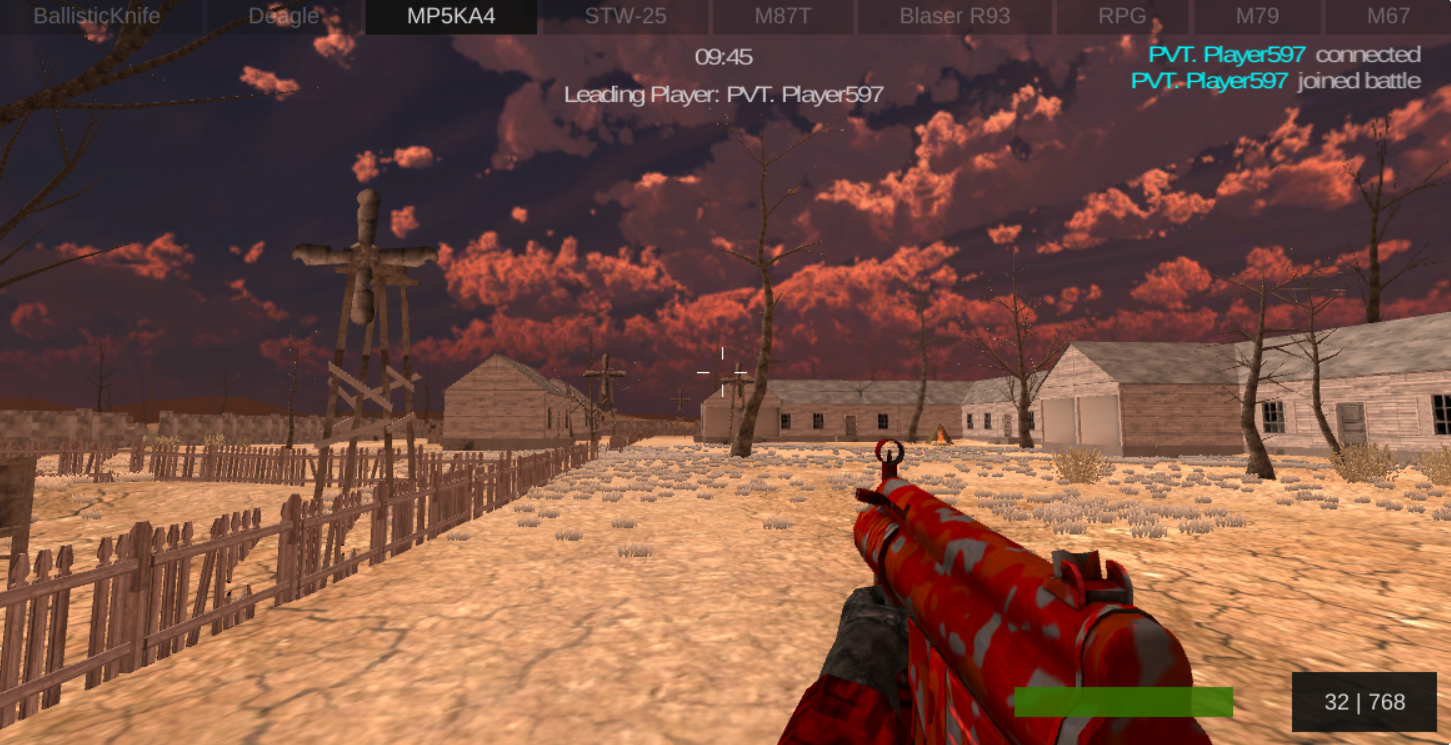 BallisticKnife Deagle MP5KA4 STW-25 M87T Blaser R93 RPG M79 M67
09:45
Leading Player: PVT. Player597
PVT. Player597 connected
PVT. Player597 joined battle
32 | 768